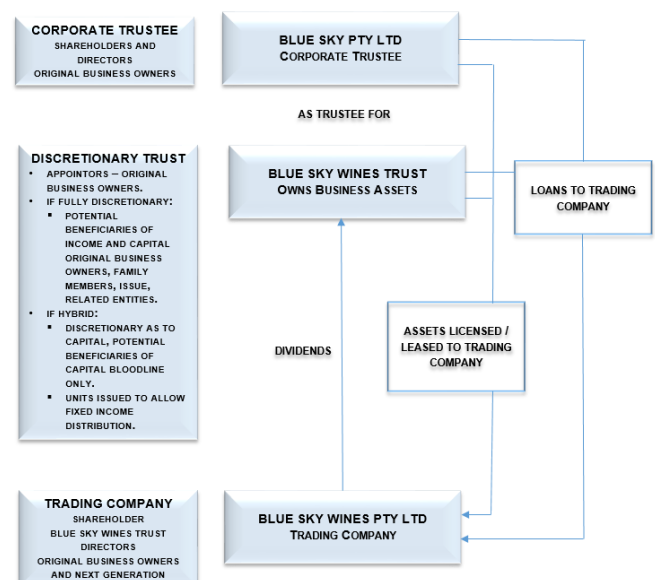 CORPORATE TRUSTEE
SHAREHOLDERS AND
DIRECTORS
ORIGINAL BUSINESS OWNERS
BLUE SKY PTY LTD
CORPORATE TRUSTEE
AS TRUSTEE FOR
DISCRETIONARY TRUST
• APPOINTORS – ORIGINAL
BUSINESS OWNERS.
• IF FULLY DISCRETIONARY:
▪ POTENTIAL
BENEFICIARIES OF
INCOME AND CAPITAL
ORIGINAL BUSINESS
OWNERS, FAMILY
MEMBERS, ISSUE,
RELATED ENTITIES.
• IF HYBRID:
▪ DISCRETIONARY AS TO
CAPITAL, POTENTIAL
BENEFICIARIES OF
CAPITAL BLOODLINE
ONLY.
▪ UNITS ISSUED TO ALLOW
FIXED INCOME
DISTRIBUTION.
BLUE SKY WINES TRUST
OWNS BUSINESS ASSETS
LOANS TO TRADING
COMPANY
ASSETS LICENSED /
LEASED TO TRADING
COMPANY
DIVIDENDS
TRADING COMPANY
SHAREHOLDER
BLUE SKY WINES TRUST
DIRECTORS
ORIGINAL BUSINESS OWNERS
AND NEXT GENERATION
BLUE SKY WINES PTY LTD
TRADING COMPANY